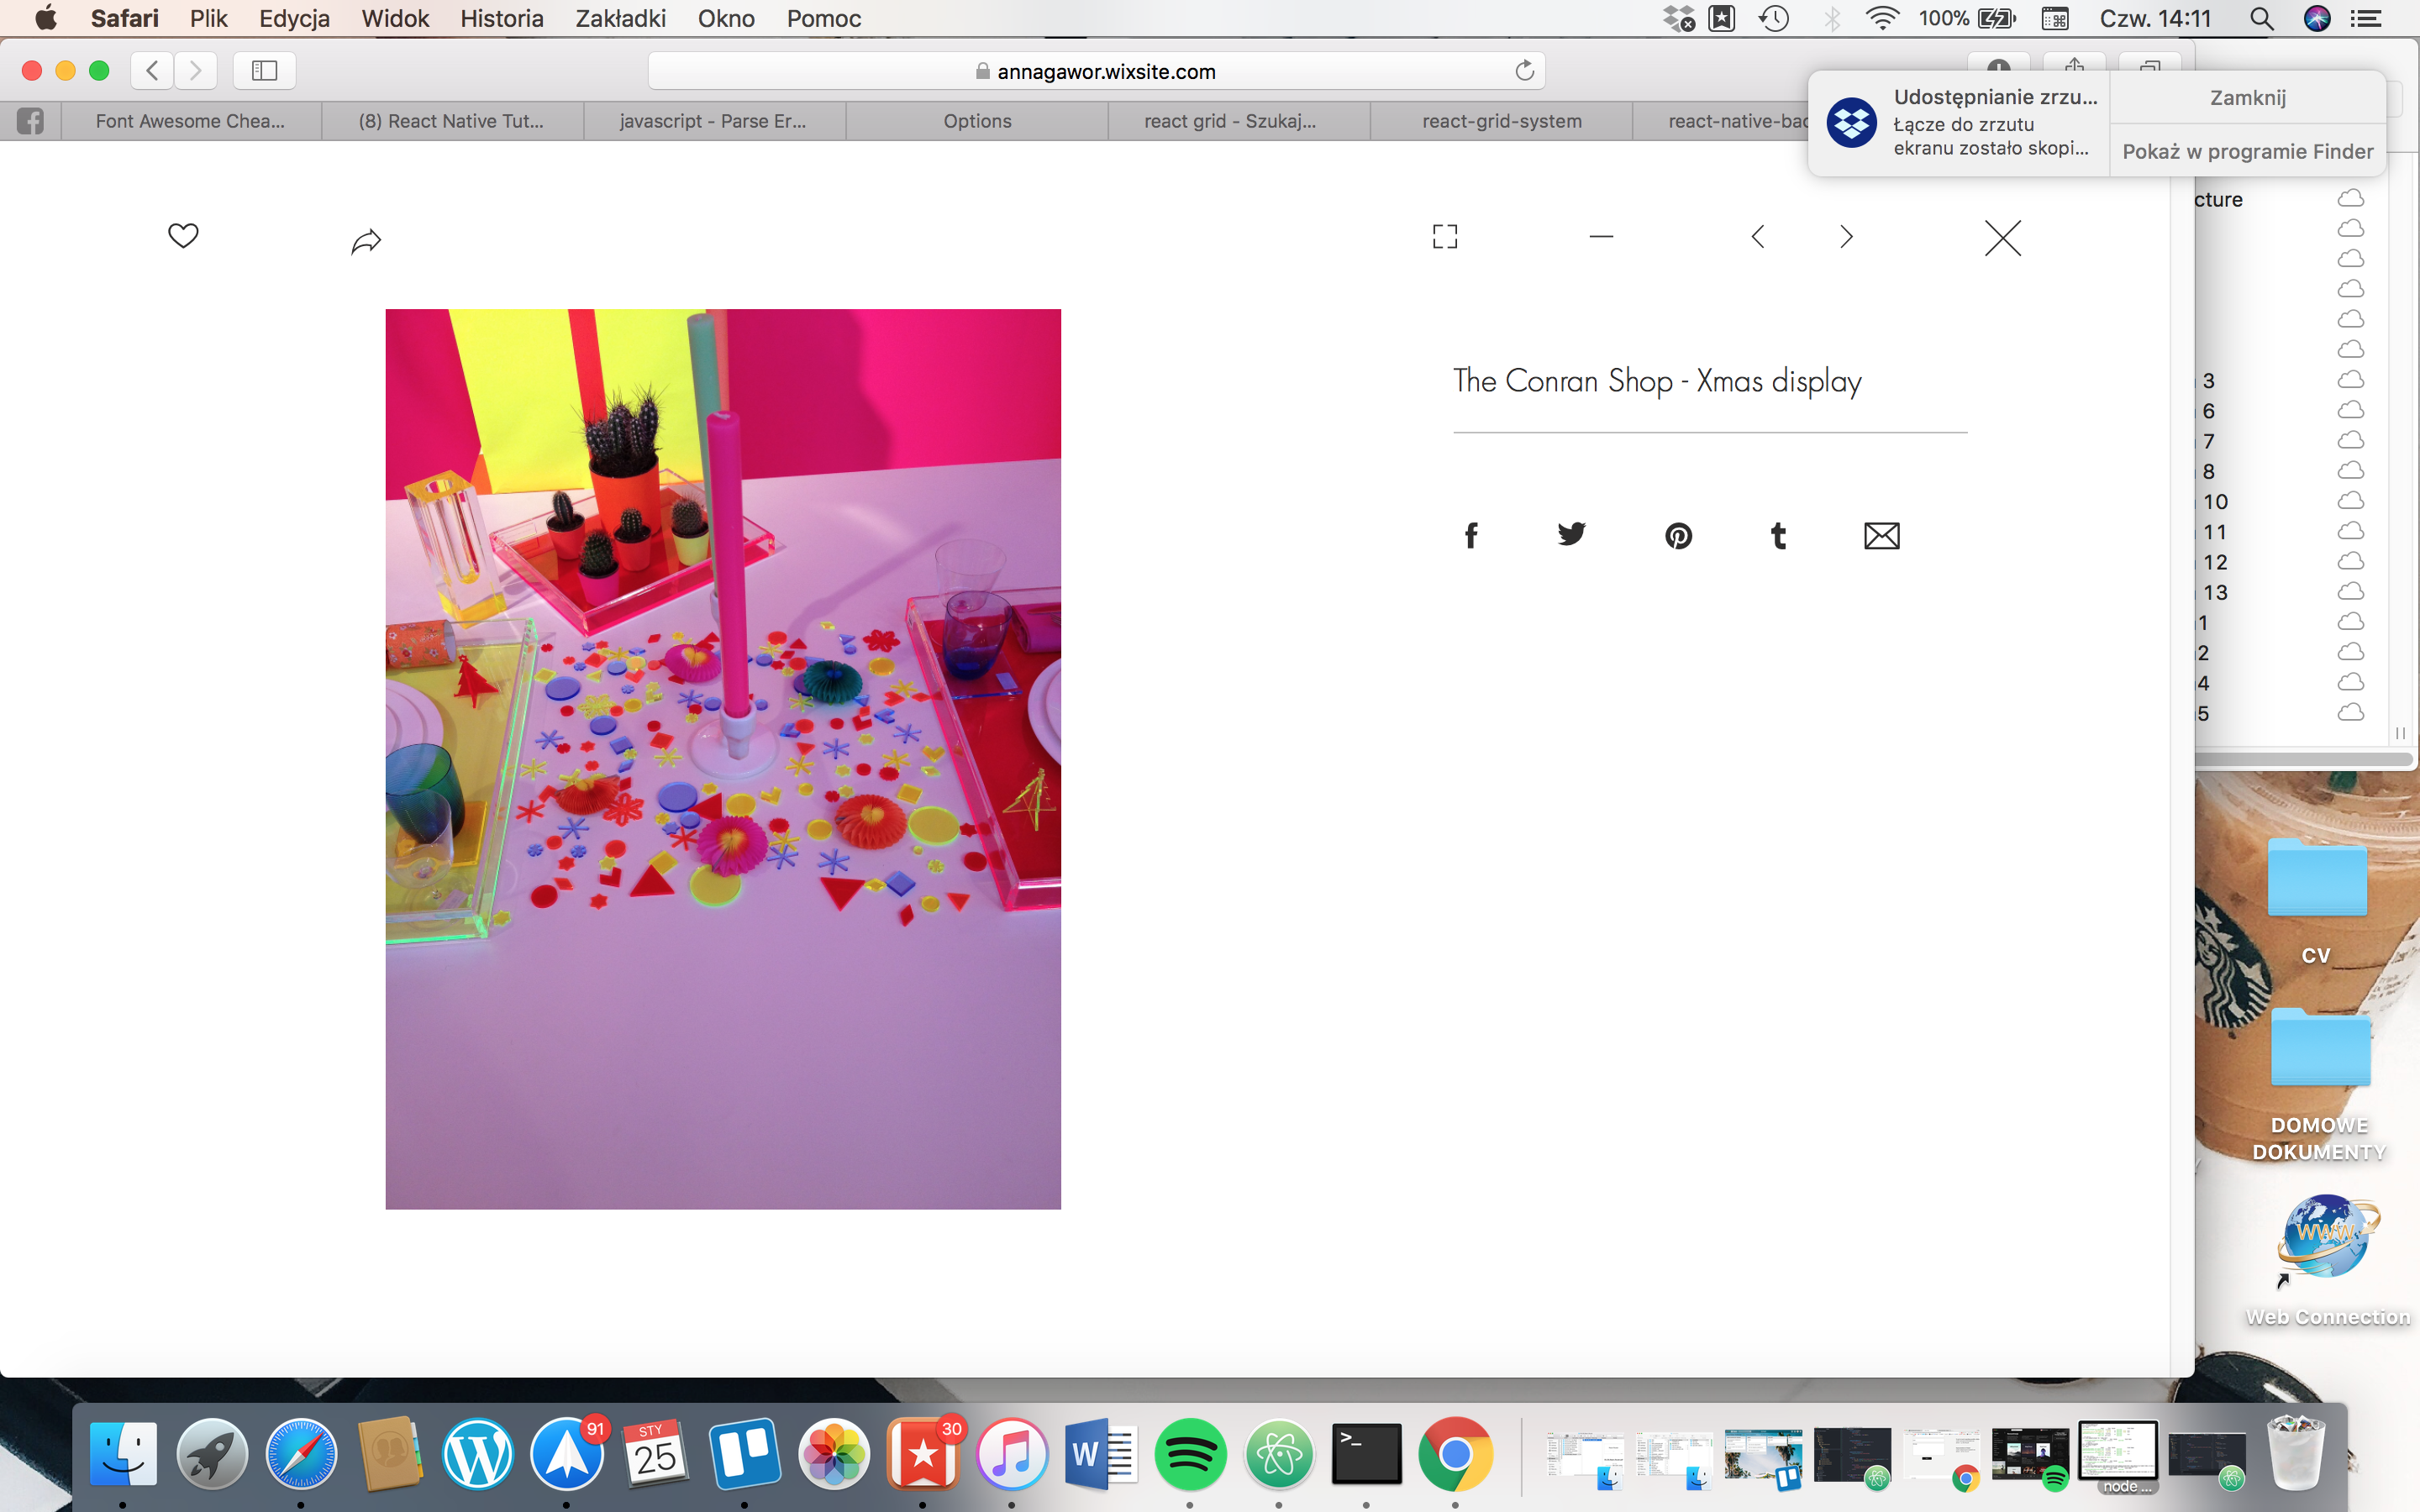 Safari Plik Edycja Widok Historia Zakładki Okno Pomoc 100% Czw. 14:11
annagawor.wixsite.com
Font Awesome Chea... (8) React Native Tut... javascript - Parse Er... Options react grid - Szukaj... react-grid-system react-native-bac
Udostępnianie zrzu...
Łącze do zrzutu
ekranu zostało skopi...
Zamknij
Pokaż w programie Finder
cture
3
6
7
8
10
11
12
13
1
2
4
5
The Conran Shop - Xmas display
CV
DOMOWE
DOKUMENTY
WWW
Web Connection
91
STY
25
30
W
>_
node ...